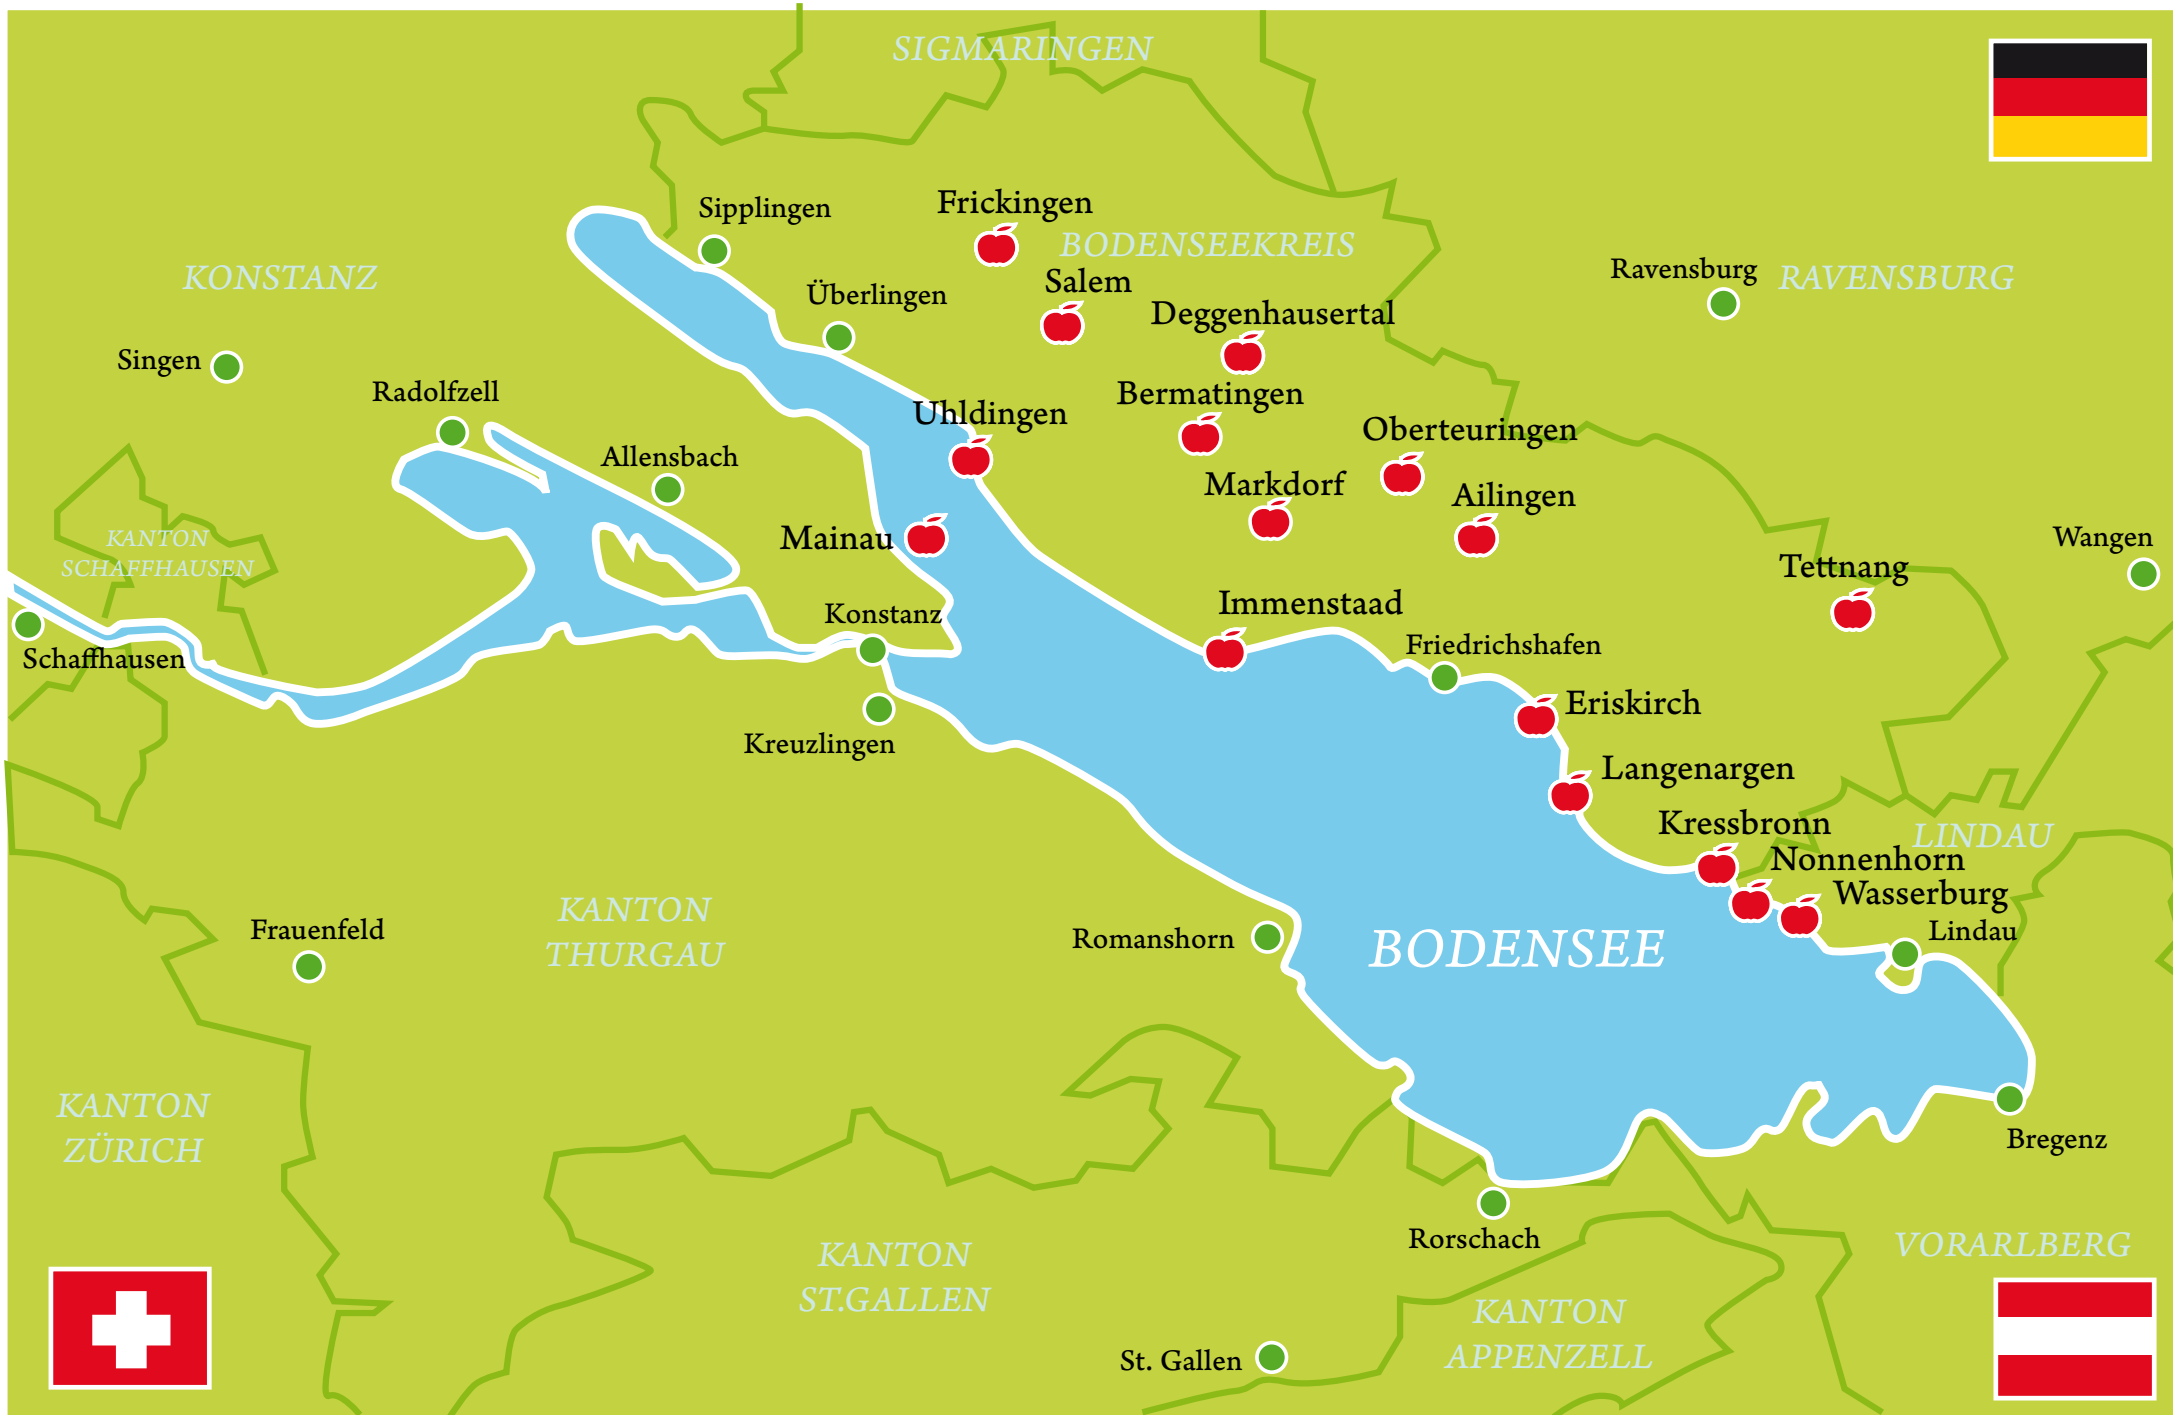 SIGMARINGEN
Sipplingen
Frickingen
BODENSEEKREIS
KONSTANZ
Überlingen
Salem
Ravensburg
RAVENSBURG
Deggenhausertal
Singen
Radolfzell
Uhldingen
Bermatingen
Oberteuringen
Allensbach
Markdorf
Ailingen
KANTON
SCHAFFHAUSEN
Mainau
Wangen
Tettnang
Konstanz
Immenstaad
Friedrichshafen
Schaffhausen
Kreuzlingen
Eriskirch
Langenargen
Kressbronn
LINDAU
Nonnenhorn
Wasserburg
Lindau
Frauenfeld
KANTON
THURGAU
Romanshorn
BODENSEE
KANTON
ZÜRICH
Bregenz
Rorschach
VORARLBERG
KANTON
ST.GALLEN
KANTON
APPENZELL
St. Gallen